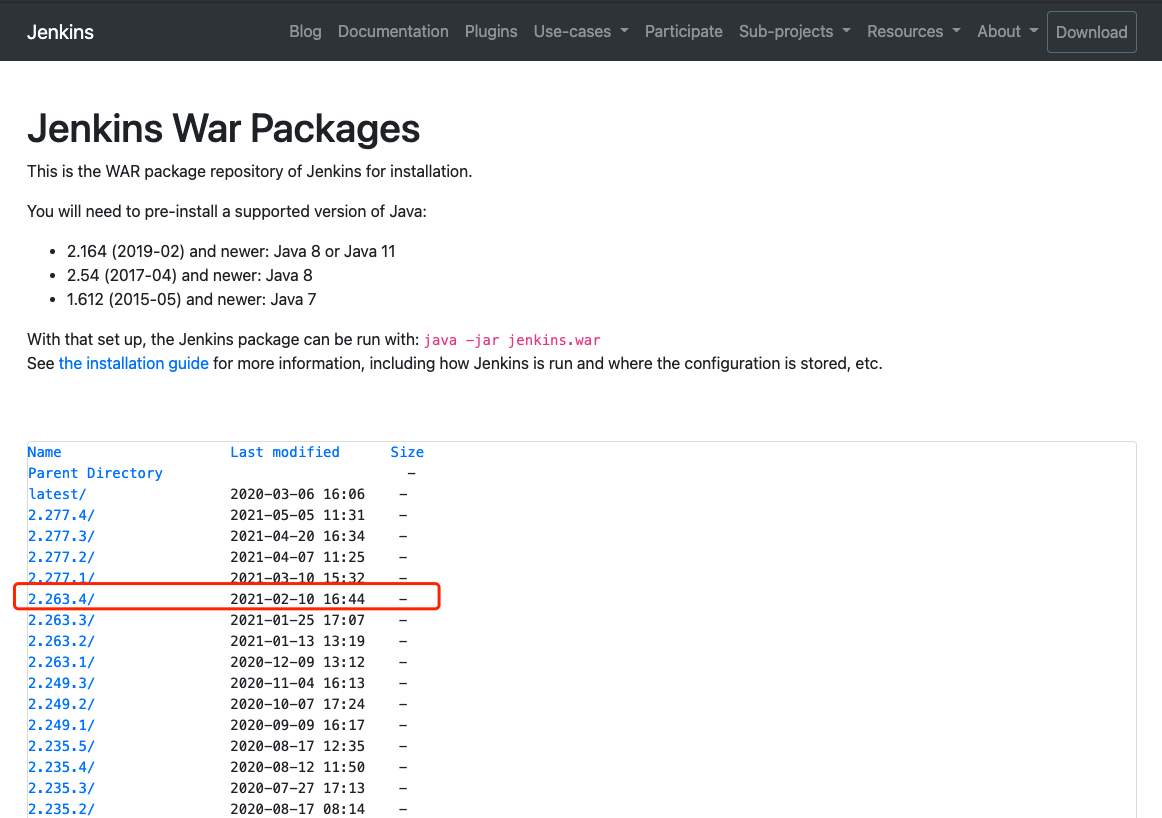 Jenkins Blog Documentation Plugins Use-cases Participate Sub-projects Resources About Download
Jenkins War Packages
This is the WAR package repository of Jenkins for installation.
You will need to pre-install a supported version of Java:
• 2.164 (2019-02) and newer: Java 8 or Java 11
• 2.54 (2017-04) and newer: Java 8
• 1.612 (2015-05) and newer: Java 7
With that set up, the Jenkins package can be run with: java -jar jenkins.war
See the installation guide for more information, including how Jenkins is run and where the configuration is stored, etc.
Name Last modified Size
Parent Directory -
latest/ 2020-03-06 16:06 -
2.277.4/ 2021-05-05 11:31 -
2.277.3/ 2021-04-20 16:34 -
2.277.2/ 2021-04-07 11:25 -
2.277.1/ 2021-03-10 15:32 -
2.263.4/ 2021-02-10 16:44 -
2.263.3/ 2021-01-25 17:07 -
2.263.2/ 2021-01-13 13:19 -
2.263.1/ 2020-12-09 13:12 -
2.249.3/ 2020-11-04 16:13 -
2.249.2/ 2020-10-07 17:24 -
2.249.1/ 2020-09-09 16:17 -
2.235.5/ 2020-08-17 12:35 -
2.235.4/ 2020-08-12 11:50 -
2.235.3/ 2020-07-27 17:13 -
2.235.2/ 2020-08-17 08:14 -